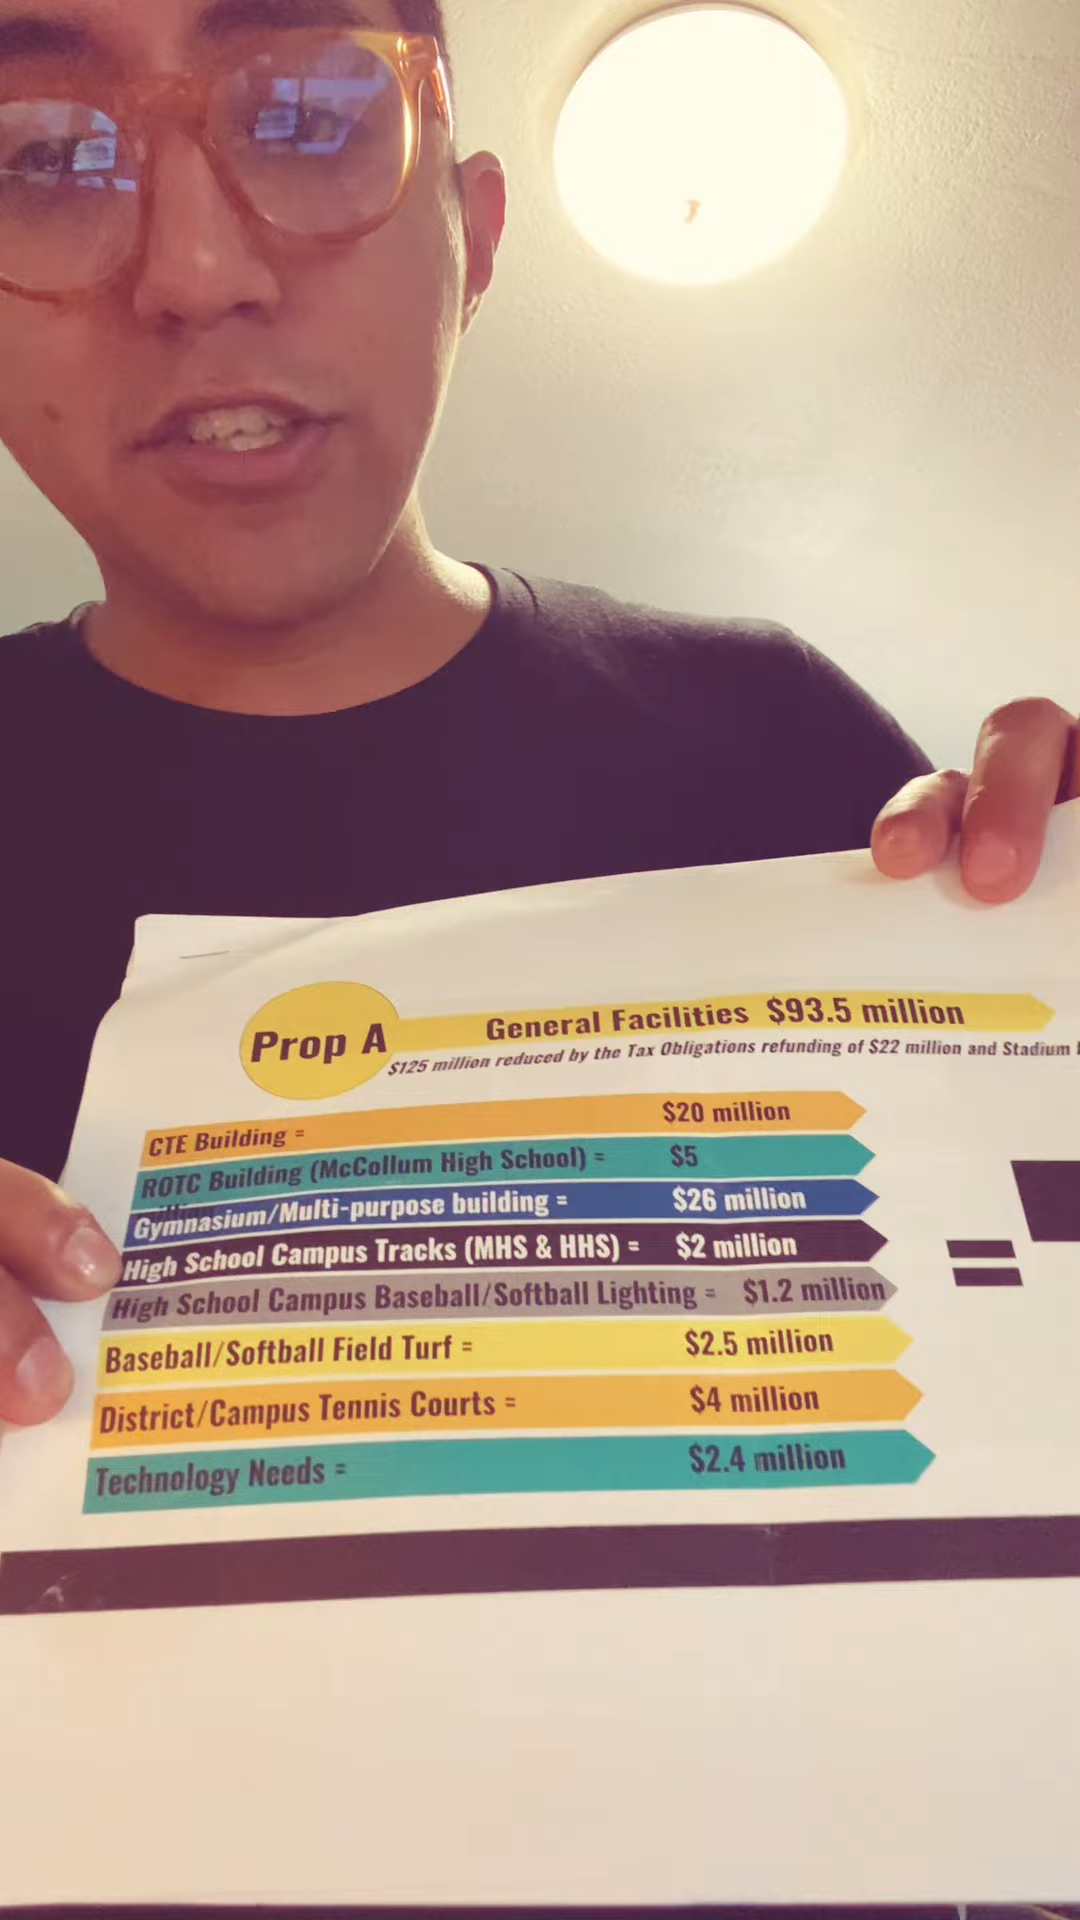 Prop A
General Facilities $93.5 million
$125 million reduced by the Tax Obligations refunding of $22 million and Stadium
CTE Building = $20 million
ROTC Building (McCollum High School) = $5
million
Gymnasium/Multi-purpose building = $26 million
High School Campus Tracks (MHS & HHS) = $2 million
High School Campus Baseball/Softball Lighting = $1.2 million
Baseball/Softball Field Turf = $2.5 million
District/Campus Tennis Courts = $4 million
Technology Needs = $2.4 million
=